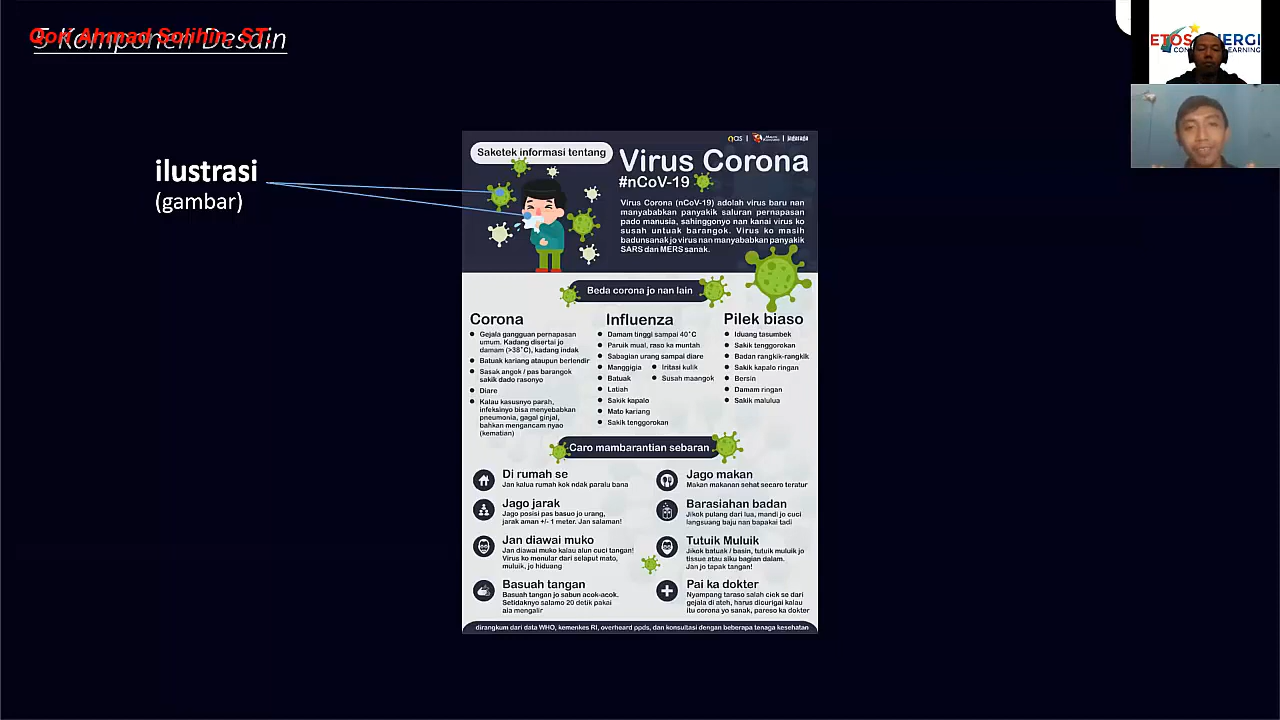 5 Komponen Desain
Qori Ahmad Solihin, ST.
ilustrasi
(gambar)
Saketek informasi tentang
Virus Corona
#nCoV-19
Virus Corona (nCoV-19) adolah virus baru nan
manyababkan panyakik saluran pernapasan
pado manusia, sahinggonyo nan kanai virus ko
susah untuak barangok. Virus ko masih
badunsanak jo virus nan manyababkan panyakik
SARS dan MERS sanak.
Beda corona jo nan lain
Corona
Gejala gangguan pernapasan
umum. Kadang disertai jo
damam (>38°C), kadang indak
Batuak kariang ataupun berlendir
Sasak angok / pas barangok
sakik dado rasonyo
Diare
Kalau kasusnyo parah,
infeksinyo bisa menyebabkan
pneumonia, gagal ginjal,
bahkan mengancam nyao
(kematian)
Influenza
Damam tinggi sampai 40°C
Paruik mual, raso ka muntah
Sabagian urang sampai diare
Manggigia
Iritasi kulik
Batuak
Susah maangok
Latiah
Sakik kapalo
Mato kariang
Sakik tenggorokan
Pilek biaso
Iduang tasumbek
Sakik tenggorokan
Badan rangkik-rangkik
Sakik kapalo ringan
Bersin
Damam ringan
Sakik malulua
Caro mambarantian sebaran
Di rumah se
Jan kalua rumah kok ndak paralu bana
Jago jarak
Jago posisi pas basuo jo urang,
jarak aman +/- 1 meter. Jan salaman!
Jan diawai muko
Jan diawai muko kalau alun cuci tangan!
Virus ko menular dari selaput mato,
muluik, jo hiduang
Basuah tangan
Basuah tangan jo sabun acok-acok.
Setidaknyo salamo 20 detik pakai
aia mengalir
Jago makan
Makan makanan sehat secaro teratur
Barasiahan badan
Jikok pulang dari lua, mandi jo cuci
langsuang baju nan bapakai tadi
Tutuik Muluik
Jikok batuak / basin, tutuik muluik jo
tissue atau siku bagian dalam.
Jan jo tapak tangan!
Pai ka dokter
Nyampang taraso salah ciek se dari
gejala di ateh, harus dicurigai kalau
itu corona yo sanak, pareso ka dokter
dirangkum dari data WHO, kemenkes RI, overheard ppds, dan konsultasi dengan beberapa tenaga kesehatan